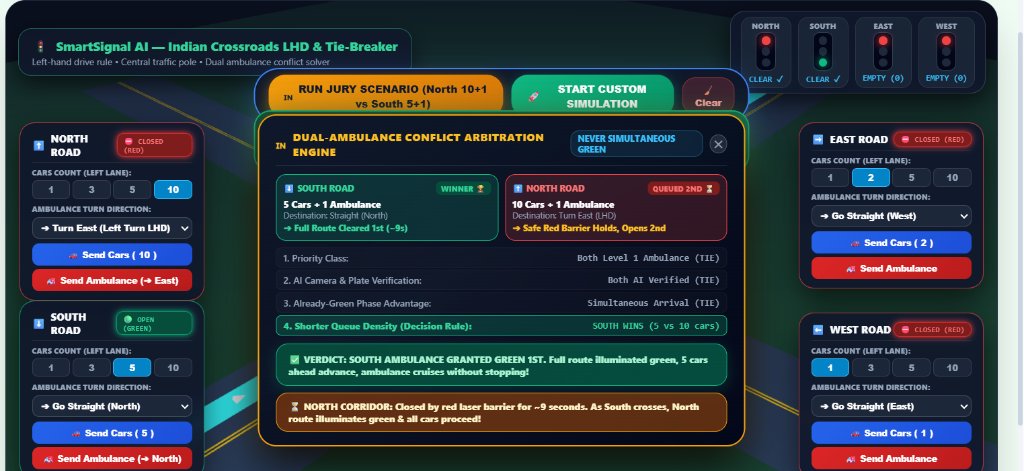 SmartSignal AI — Indian Crossroads LHD & Tie-Breaker
Left-hand drive rule • Central traffic pole • Dual ambulance conflict solver
NORTH
SOUTH
EAST
WEST
CLEAR ✓
CLEAR ✓
EMPTY (0)
EMPTY (0)
IN
RUN JURY SCENARIO (North 10+1
vs South 5+1)
START CUSTOM
SIMULATION
Clear
NORTH
ROAD
CLOSED
(RED)
CARS COUNT (LEFT LANE):
1
3
5
10
AMBULANCE TURN DIRECTION:
➔ Turn East (Left Turn LHD)
Send Cars ( 10 )
Send Ambulance (➔ East)
SOUTH
ROAD
OPEN
(GREEN)
CARS COUNT (LEFT LANE):
1
3
5
10
AMBULANCE TURN DIRECTION:
➔ Go Straight (North)
Send Cars ( 5 )
Send Ambulance (➔ North)
IN
DUAL-AMBULANCE CONFLICT ARBITRATION
ENGINE
NEVER SIMULTANEOUS
GREEN
SOUTH ROAD
WINNER
5 Cars + 1 Ambulance
Destination: Straight (North)
➔ Full Route Cleared 1st (~9s)
NORTH ROAD
QUEUED 2ND
10 Cars + 1 Ambulance
Destination: Turn East (LHD)
➔ Safe Red Barrier Holds, Opens 2nd
1. Priority Class:
Both Level 1 Ambulance (TIE)
2. AI Camera & Plate Verification:
Both AI Verified (TIE)
3. Already-Green Phase Advantage:
Simultaneous Arrival (TIE)
4. Shorter Queue Density (Decision Rule):
SOUTH WINS (5 vs 10 cars)
VERDICT: SOUTH AMBULANCE GRANTED GREEN 1ST. Full route illuminated green, 5 cars
ahead advance, ambulance cruises without stopping!
NORTH CORRIDOR: Closed by red laser barrier for ~9 seconds. As South crosses, North
route illuminates green & all cars proceed!
EAST ROAD
CLOSED (RED)
CARS COUNT (LEFT LANE):
1
2
5
10
AMBULANCE TURN DIRECTION:
➔ Go Straight (West)
Send Cars ( 2 )
Send Ambulance
WEST ROAD
CLOSED (RED)
CARS COUNT (LEFT LANE):
1
3
5
10
AMBULANCE TURN DIRECTION:
➔ Go Straight (East)
Send Cars ( 1 )
Send Ambulance